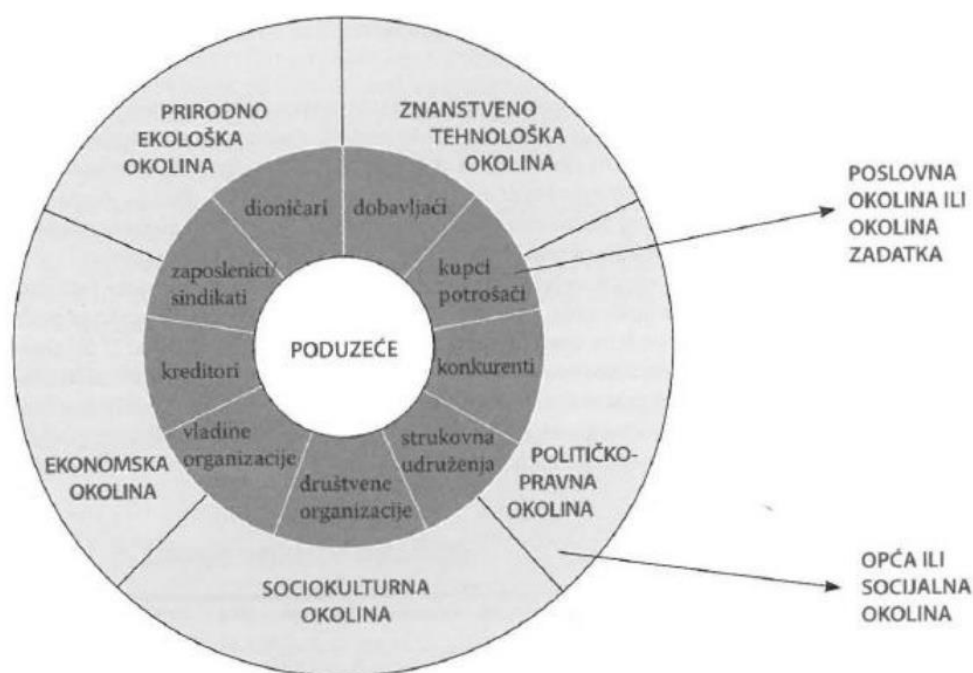 PRIRODNO
EKOLOŠKA
OKOLINA
ZNANSTVENO
TEHNOLOŠKA
OKOLINA
POSLOVNA
OKOLINA ILI
OKOLINA
ZADATKA
dioničari
dobavljači
zaposlenici/
sindikati
kupci
potrošači
PODUZEĆE
kreditori
konkurenti
vladine
organizacije
strukovna
udruženja
društvene
organizacije
EKONOMSKA
OKOLINA
POLITIČKO-
PRAVNA
OKOLINA
SOCIOKULTURNA
OKOLINA
OPĆA ILI
SOCIJALNA
OKOLINA